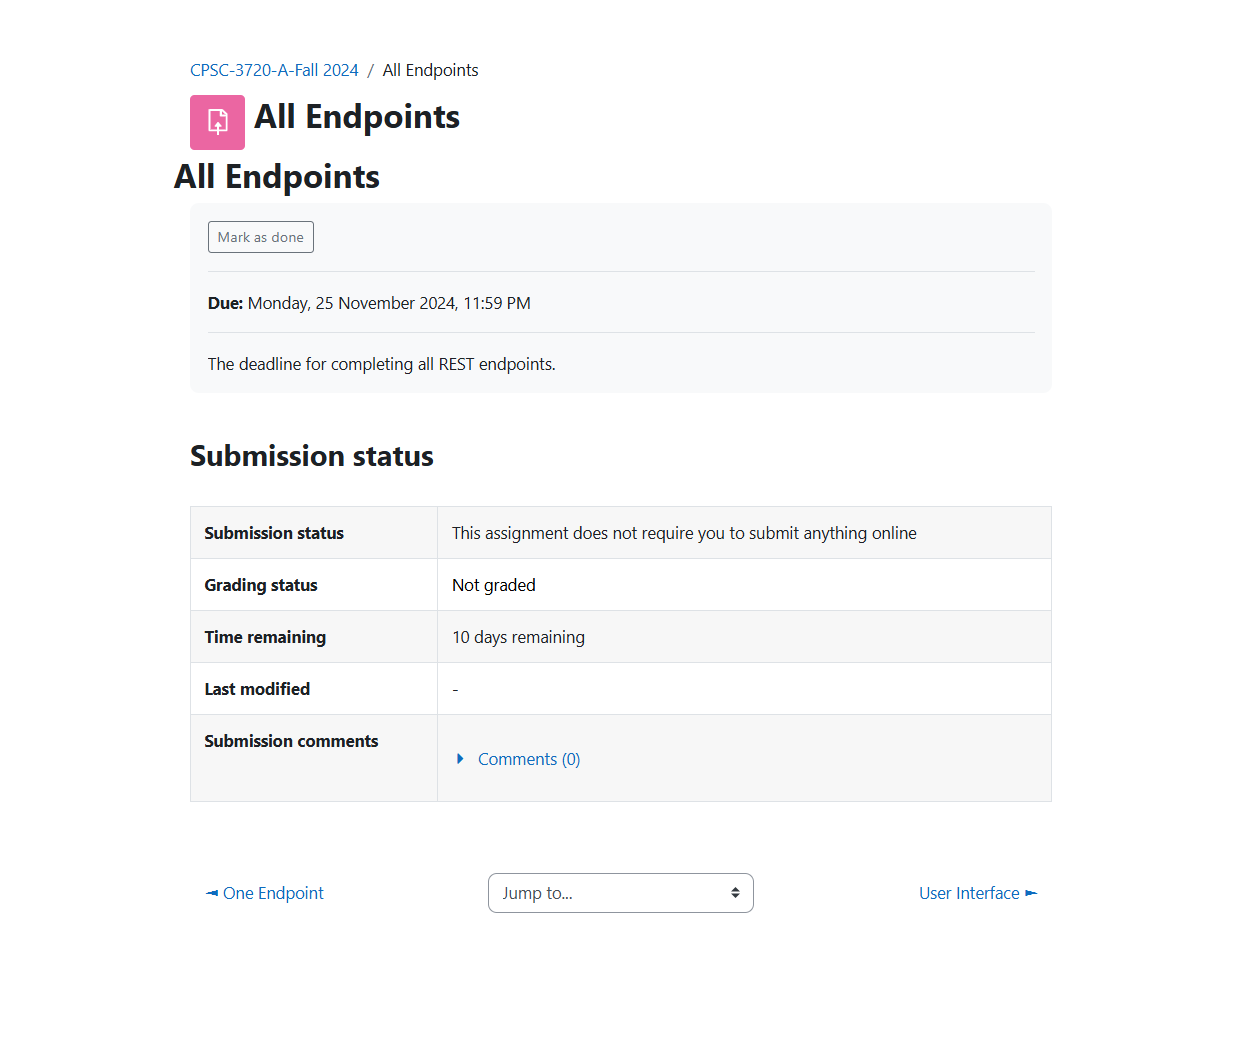 CPSC-3720-A-Fall 2024 / All Endpoints
All Endpoints
All Endpoints
Mark as done
Due: Monday, 25 November 2024, 11:59 PM
The deadline for completing all REST endpoints.
Submission status
Submission status This assignment does not require you to submit anything online
Grading status Not graded
Time remaining 10 days remaining
Last modified -
Submission comments
Comments (0)
◄ One Endpoint Jump to... User Interface ►